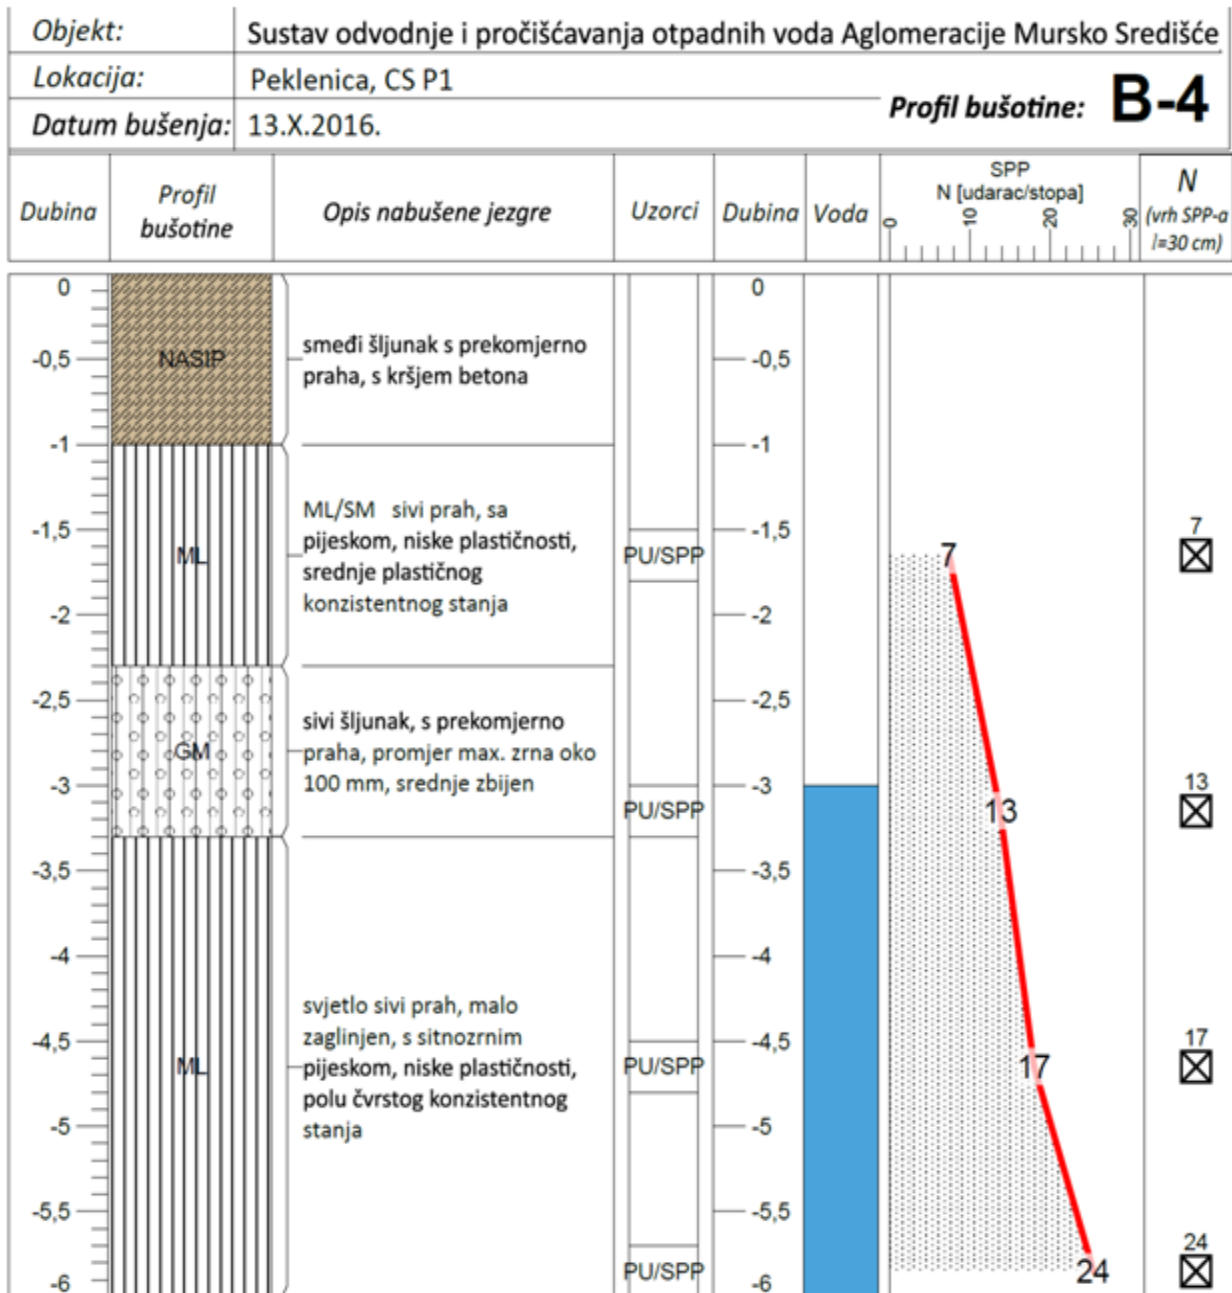 Objekt: Sustav odvodnje i pročišćavanja otpadnih voda Aglomeracije Mursko Središće
Lokacija: Peklenica, CS P1
Datum bušenja: 13.X.2016.
Profil bušotine: B-4
Dubina
Profil
bušotine
Opis nabušene jezgre
Uzorci
Dubina
Voda
SPP
N [udarac/stopa]
0 10 20 30
N
(vrh SPP-a
l=30 cm)
0
-0,5
-1
-1,5
-2
-2,5
-3
-3,5
-4
-4,5
-5
-5,5
-6
NASIP
ML
GM
ML
smeđi šljunak s prekomjerno
praha, s kršjem betona
ML/SM sivi prah, sa
pijeskom, niske plastičnosti,
srednje plastičnog
konzistentnog stanja
sivi šljunak, s prekomjerno
praha, promjer max. zrna oko
100 mm, srednje zbijen
svjetlo sivi prah, malo
zaglinjen, s sitnozrnim
pijeskom, niske plastičnosti,
polu čvrstog konzistentnog
stanja
PU/SPP
PU/SPP
PU/SPP
PU/SPP
0
-0,5
-1
-1,5
-2
-2,5
-3
-3,5
-4
-4,5
-5
-5,5
-6
7
13
17
24
7
13
17
24